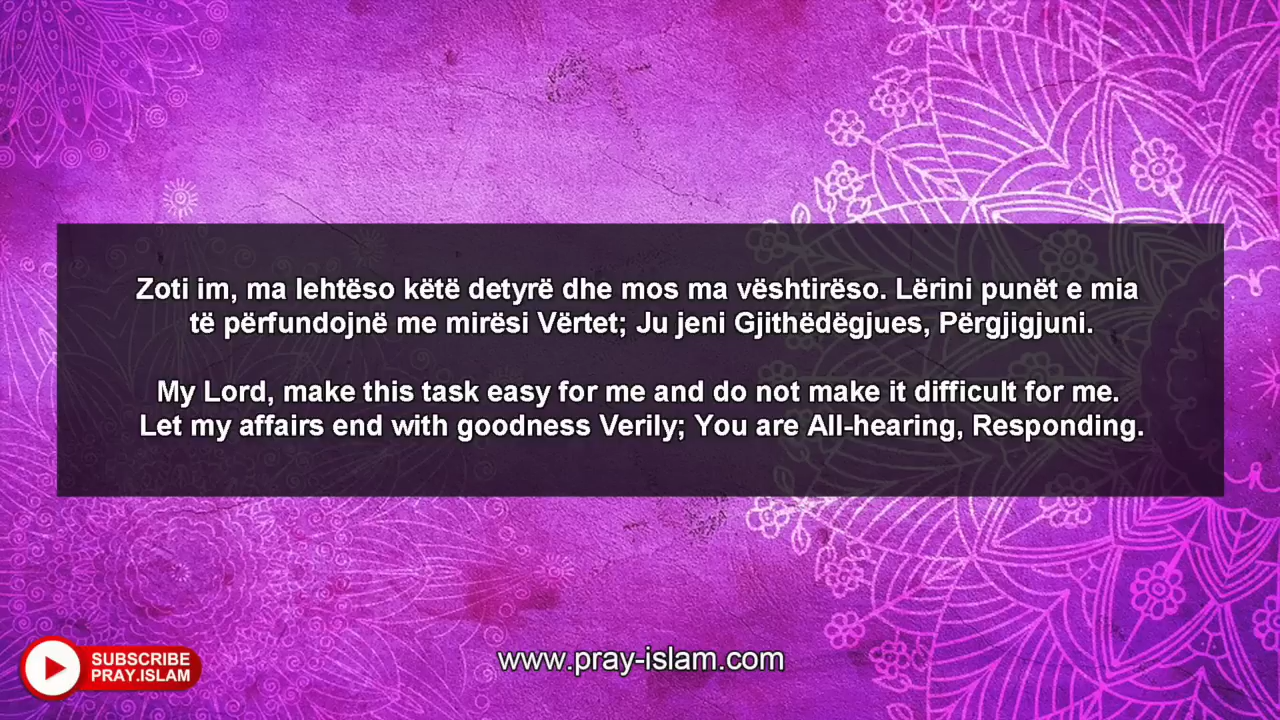 Zoti im, ma lehtëso këtë detyrë dhe mos ma vështirëso. Lërini punët e mia
të përfundojnë me mirësi Vërtet; Ju jeni Gjithëdëgjues, Përgjigjuni.
My Lord, make this task easy for me and do not make it difficult for me.
Let my affairs end with goodness Verily; You are All-hearing, Responding.
www.pray-islam.com
SUBSCRIBE
PRAY.ISLAM